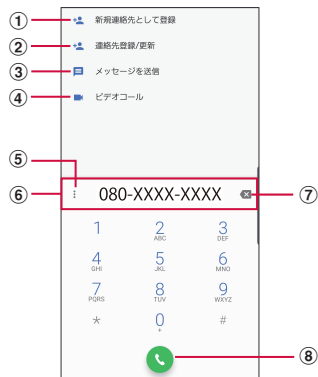 ① 新規連絡先として登録
② 連絡先登録/更新
③ メッセージを送信
④ ビデオコール
⑤
⑥ 080-XXXX-XXXX ⑦
1 2 3
ABC DEF
4 5 6
GHI JKL MNO
7 8 9
PQRS TUV WXYZ
* 0 #
+
⑧